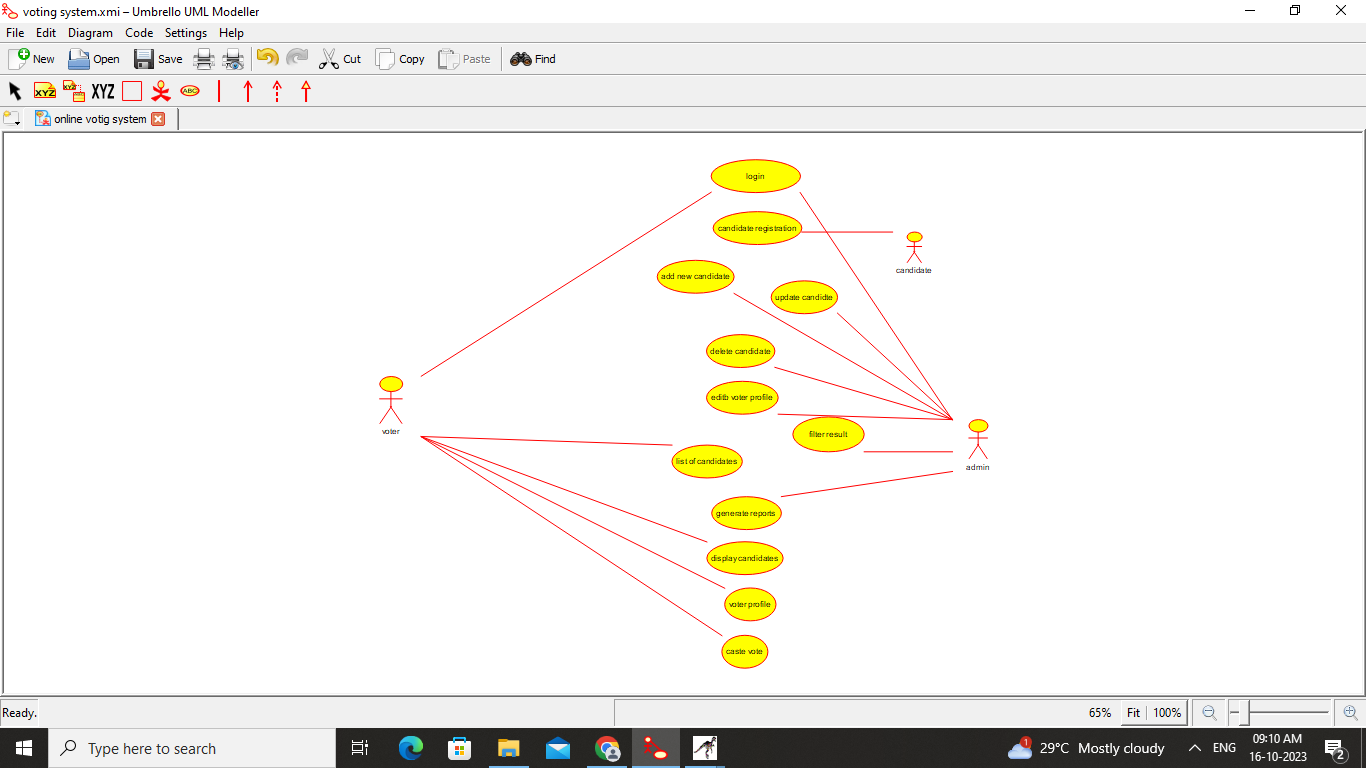 voting system.xmi – Umbrello UML Modeller
File Edit Diagram Code Settings Help
New Open Save Cut Copy Paste Find
XYZ XYZ XYZ ABC
online votig system
login
candidate registration
candidate
add new candidate
update candidte
delete candidate
editb voter profile
voter
filter result
list of candidates
admin
generate reports
display candidates
voter profile
caste vote
Ready. 65% Fit 100%
Type here to search
1 29°C Mostly cloudy ENG
09:10 AM
16-10-2023
2